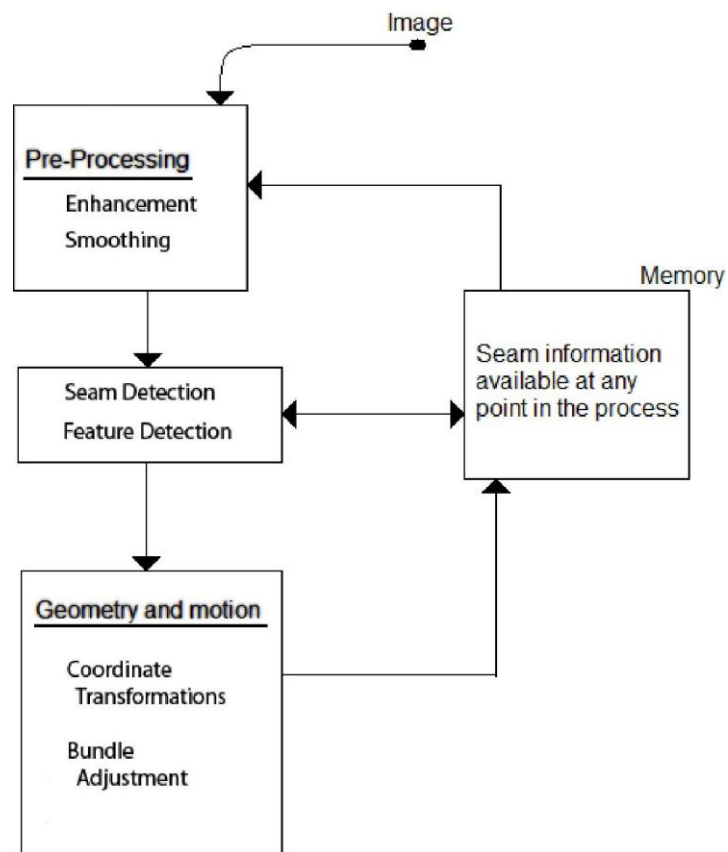 Image
Pre-Processing
Enhancement
Smoothing
Memory
Seam information
available at any
point in the process
Seam Detection
Feature Detection
Geometry and motion
Coordinate
Transformations
Bundle
Adjustment